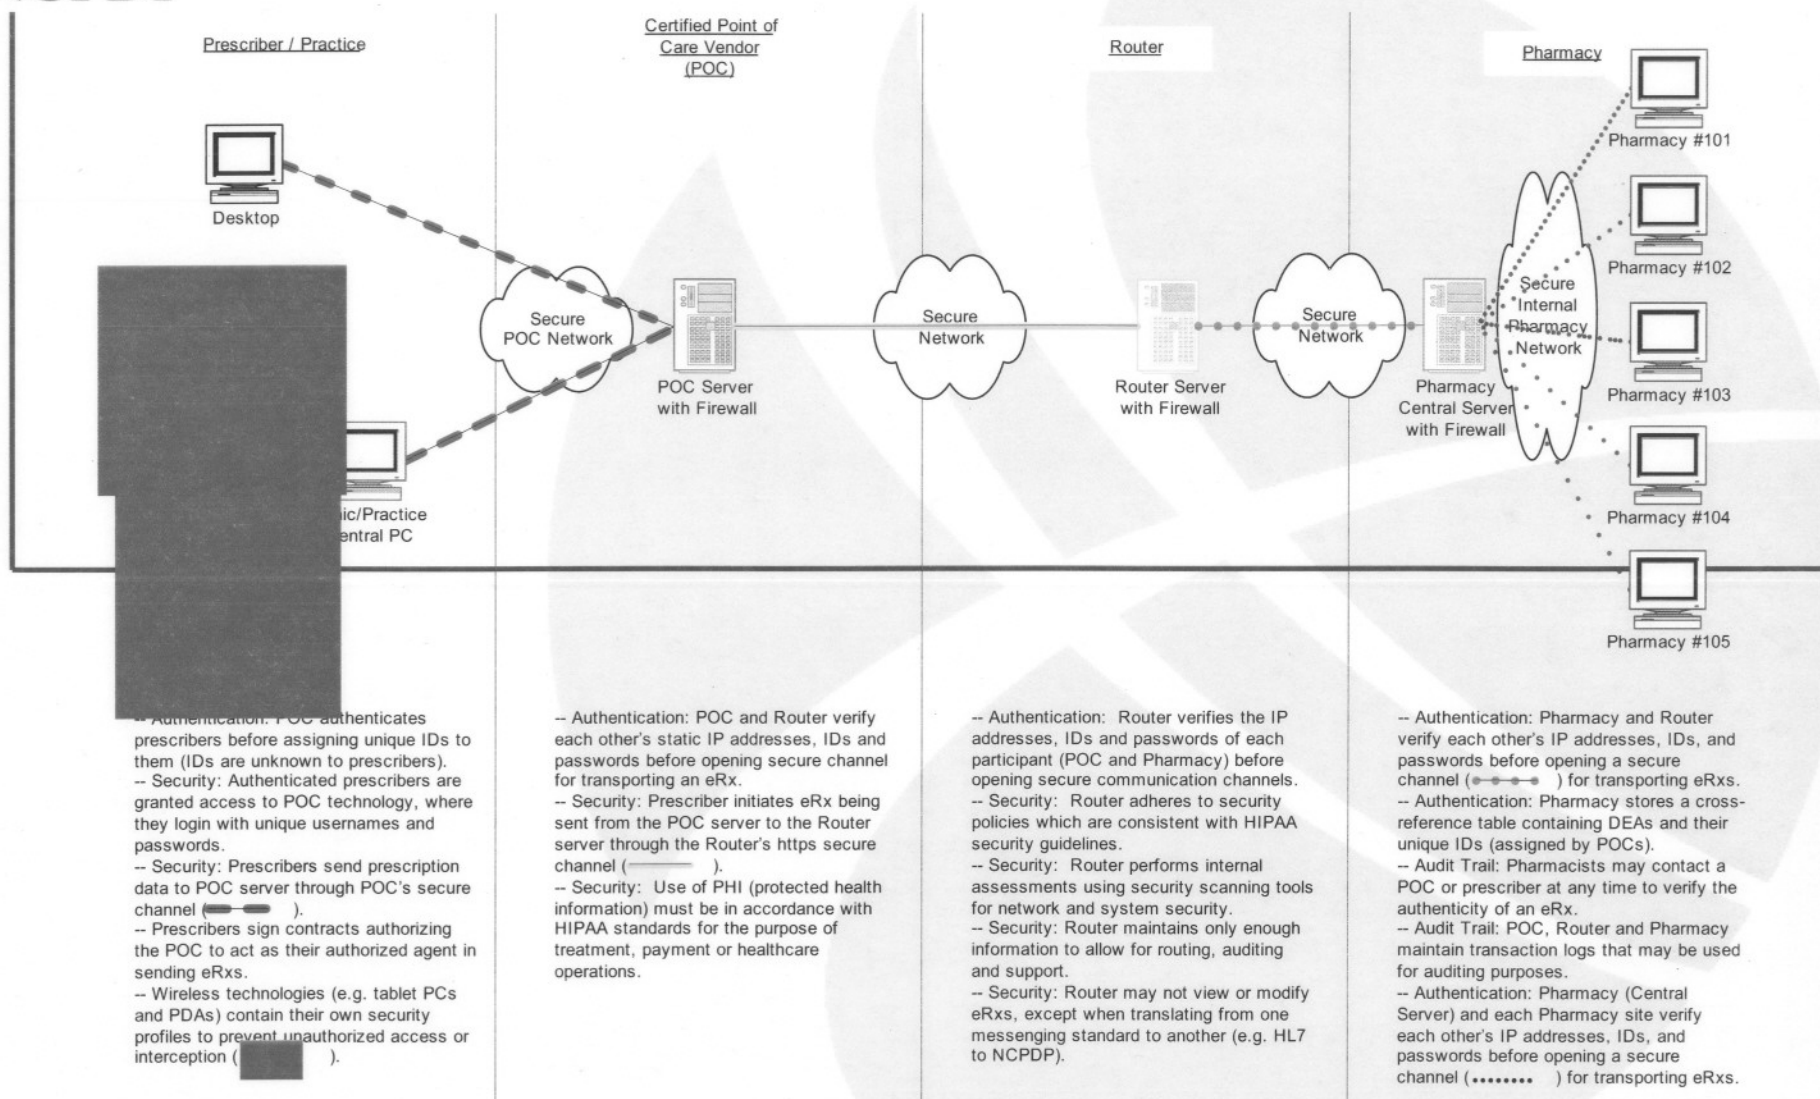 Prescriber / Practice
Certified Point of
Care Vendor
(POC)
Router
Pharmacy
Desktop
Secure
POC Network
POC Server
with Firewall
Secure
Network
Router Server
with Firewall
Secure
Network
Pharmacy
Central Server
with Firewall
Secure
Internal
Pharmacy
Network
Pharmacy #101
Pharmacy #102
Pharmacy #103
Pharmacy #104
Pharmacy #105
nic/Practice
entral PC
-- Authentication: POC authenticates
prescribers before assigning unique IDs to
them (IDs are unknown to prescribers).
-- Security: Authenticated prescribers are
granted access to POC technology, where
they login with unique usernames and
passwords.
-- Security: Prescribers send prescription
data to POC server through POC's secure
channel ( ).
-- Prescribers sign contracts authorizing
the POC to act as their authorized agent in
sending eRxs.
-- Wireless technologies (e.g. tablet PCs
and PDAs) contain their own security
profiles to prevent unauthorized access or
interception ( ).
-- Authentication: POC and Router verify
each other's static IP addresses, IDs and
passwords before opening secure channel
for transporting an eRx.
-- Security: Prescriber initiates eRx being
sent from the POC server to the Router
server through the Router's https secure
channel ( ).
-- Security: Use of PHI (protected health
information) must be in accordance with
HIPAA standards for the purpose of
treatment, payment or healthcare
operations.
-- Authentication: Router verifies the IP
addresses, IDs and passwords of each
participant (POC and Pharmacy) before
opening secure communication channels.
-- Security: Router adheres to security
policies which are consistent with HIPAA
security guidelines.
-- Security: Router performs internal
assessments using security scanning tools
for network and system security.
-- Security: Router maintains only enough
information to allow for routing, auditing
and support.
-- Security: Router may not view or modify
eRxs, except when translating from one
messenging standard to another (e.g. HL7
to NCPDP).
-- Authentication: Pharmacy and Router
verify each other's IP addresses, IDs, and
passwords before opening a secure
channel ( ) for transporting eRxs.
-- Authentication: Pharmacy stores a cross-
reference table containing DEAs and their
unique IDs (assigned by POCs).
-- Audit Trail: Pharmacists may contact a
POC or prescriber at any time to verify the
authenticity of an eRx.
-- Audit Trail: POC, Router and Pharmacy
maintain transaction logs that may be used
for auditing purposes.
-- Authentication: Pharmacy (Central
Server) and each Pharmacy site verify
each other's IP addresses, IDs, and
passwords before opening a secure
channel ( ) for transporting eRxs.